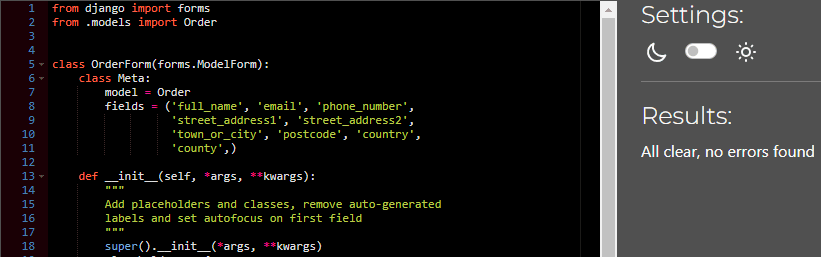 1 from django import forms
2 from .models import Order
3
4
5 class OrderForm(forms.ModelForm):
6     class Meta:
7         model = Order
8         fields = ('full_name', 'email', 'phone_number',
9                   'street_address1', 'street_address2',
10                  'town_or_city', 'postcode', 'country',
11                  'county',)
12
13    def __init__(self, *args, **kwargs):
14        """
15        Add placeholders and classes, remove auto-generated
16        labels and set autofocus on first field
17        """
18        super().__init__(*args, **kwargs)
Settings:
Results:
All clear, no errors found